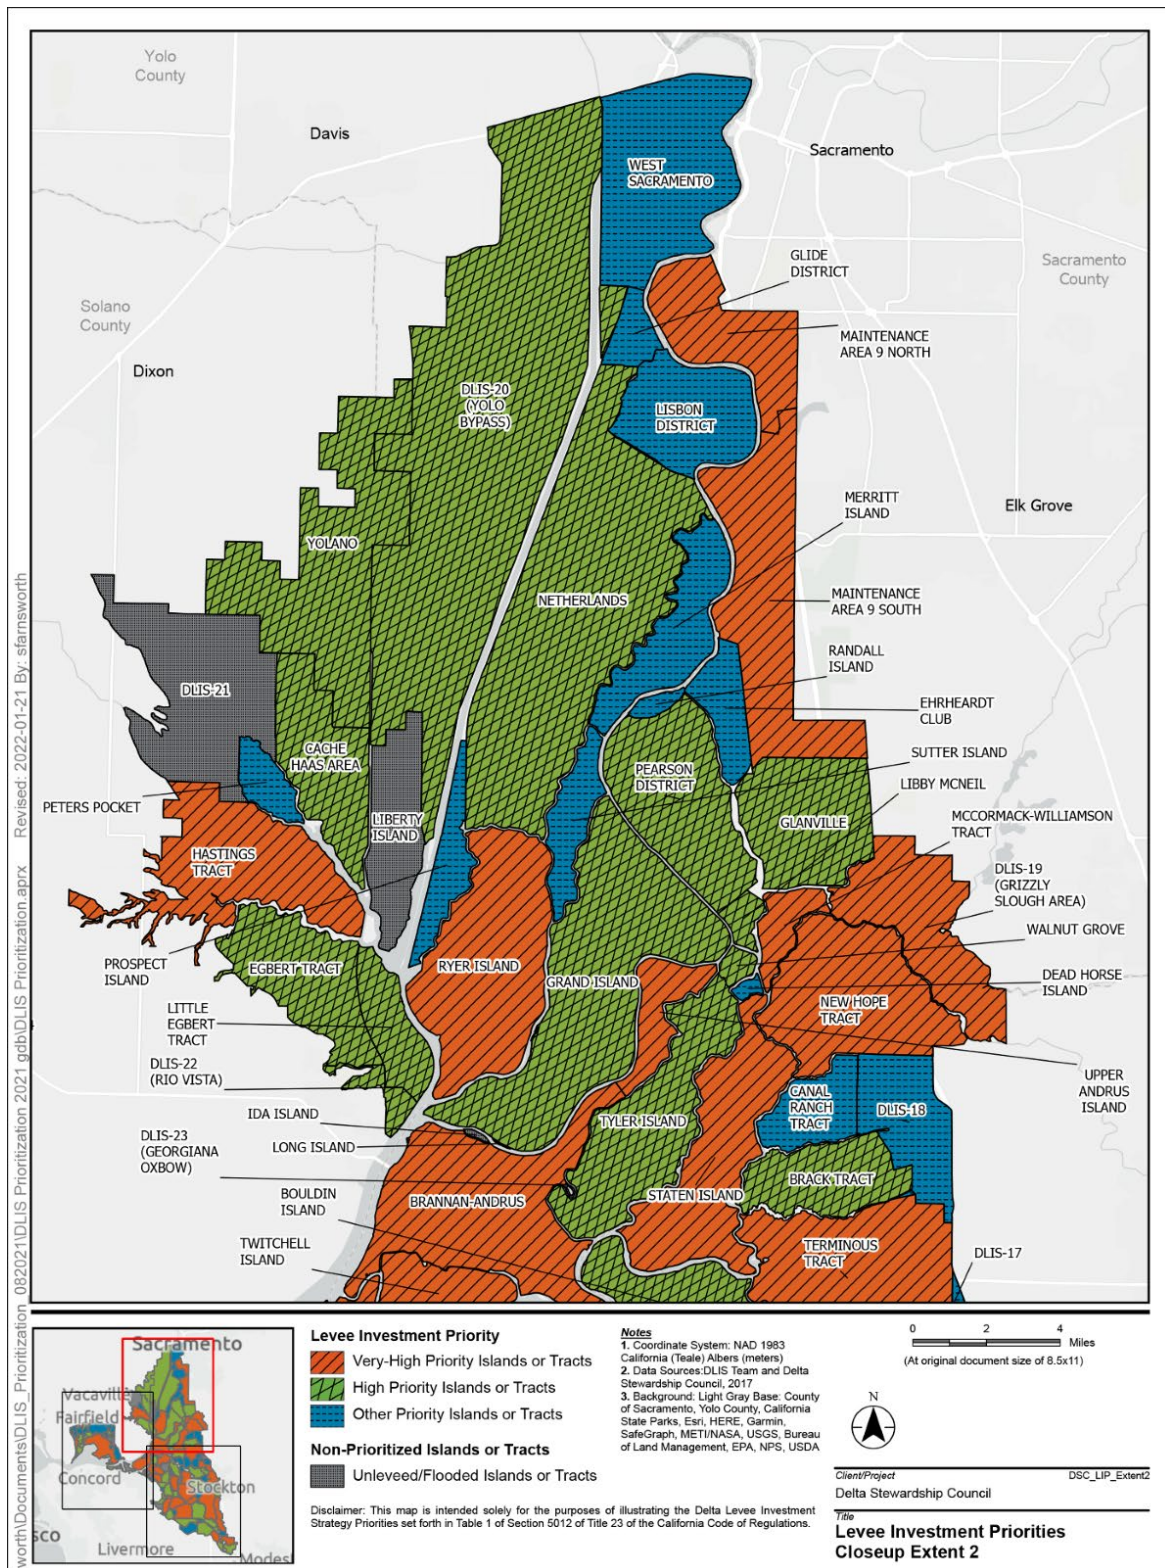 Yolo
County
Davis
Sacramento
WEST
SACRAMENTO
GLIDE
DISTRICT
Sacramento
County
Solano
County
MAINTENANCE
AREA 9 NORTH
Dixon
DLIS-20
(YOLO
BYPASS)
LISBON
DISTRICT
MERRITT
ISLAND
Elk Grove
YOLANO
NETHERLANDS
MAINTENANCE
AREA 9 SOUTH
RANDALL
ISLAND
DLIS-21
EHRHEARDT
CLUB
CACHE
HAAS AREA
SUTTER ISLAND
PEARSON
DISTRICT
LIBBY MCNEIL
PETERS POCKET
LIBERTY
ISLAND
GLANVILLE
MCCORMACK-WILLIAMSON
TRACT
HASTINGS
TRACT
DLIS-19
(GRIZZLY
SLOUGH AREA)
WALNUT GROVE
PROSPECT
ISLAND
EGBERT TRACT
RYER ISLAND
GRAND ISLAND
DEAD HORSE
ISLAND
NEW HOPE
TRACT
LITTLE
EGBERT
TRACT
DLIS-22
(RIO VISTA)
UPPER
ANDRUS
ISLAND
CANAL
RANCH
TRACT
DLIS-18
IDA ISLAND
TYLER ISLAND
DLIS-23
(GEORGIANA
OXBOW)
LONG ISLAND
BRACK TRACT
BOULDIN
ISLAND
BRANNAN-ANDRUS
STATEN ISLAND
TWITCHELL
ISLAND
TERMINOUS
TRACT
DLIS-17
worth\Documents\DLIS_Prioritization_082021\DLIS Prioritization 2021 gdb\DLIS Prioritization.aprx Revised: 2022-01-21 By: sfarnsworth
Sacramento
Vacaville
Fairfield
Concord
Stockton
sco
Livermore
Modest
Levee Investment Priority
Very-High Priority Islands or Tracts
High Priority Islands or Tracts
Other Priority Islands or Tracts
Non-Prioritized Islands or Tracts
Unleveed/Flooded Islands or Tracts
Notes
1. Coordinate System: NAD 1983
California (Teale) Albers (meters)
2. Data Sources:DLIS Team and Delta
Stewardship Council, 2017
3. Background: Light Gray Base: County
of Sacramento, Yolo County, California
State Parks, Esri, HERE, Garmin,
SafeGraph, METI/NASA, USGS, Bureau
of Land Management, EPA, NPS, USDA
Disclaimer: This map is intended solely for the purposes of illustrating the Delta Levee Investment
Strategy Priorities set forth in Table 1 of Section 5012 of Title 23 of the California Code of Regulations.
0 2 4
Miles
(At original document size of 8.5x11)
N
Client/Project DSC_LIP_Extent2
Delta Stewardship Council
Title
Levee Investment Priorities
Closeup Extent 2